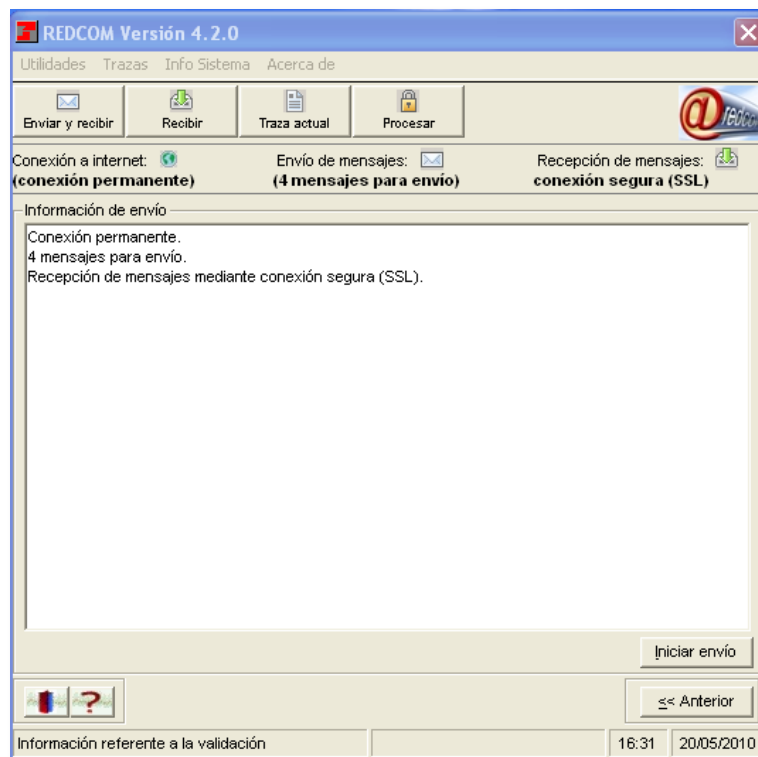 REDCOM Versión 4.2.0
Utilidades Trazas Info Sistema Acerca de
Enviar y recibir Recibir Traza actual Procesar
Conexión a internet: Envío de mensajes: Recepción de mensajes:
(conexión permanente) (4 mensajes para envío) conexión segura (SSL)
Información de envío
Conexión permanente.
4 mensajes para envío.
Recepción de mensajes mediante conexión segura (SSL).
Iniciar envío
<< Anterior
Información referente a la validación 16:31 20/05/2010